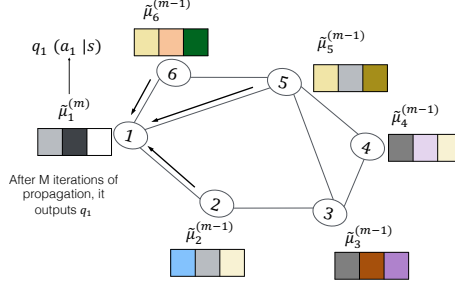 μ̃₆⁽ᵐ⁻¹⁾
q₁ (a₁ |s)
μ̃₅⁽ᵐ⁻¹⁾
6
5
μ̃₁⁽ᵐ⁾
μ̃₄⁽ᵐ⁻¹⁾
1
4
After M iterations of
propagation, it
outputs q₁
2
3
μ̃₂⁽ᵐ⁻¹⁾
μ̃₃⁽ᵐ⁻¹⁾